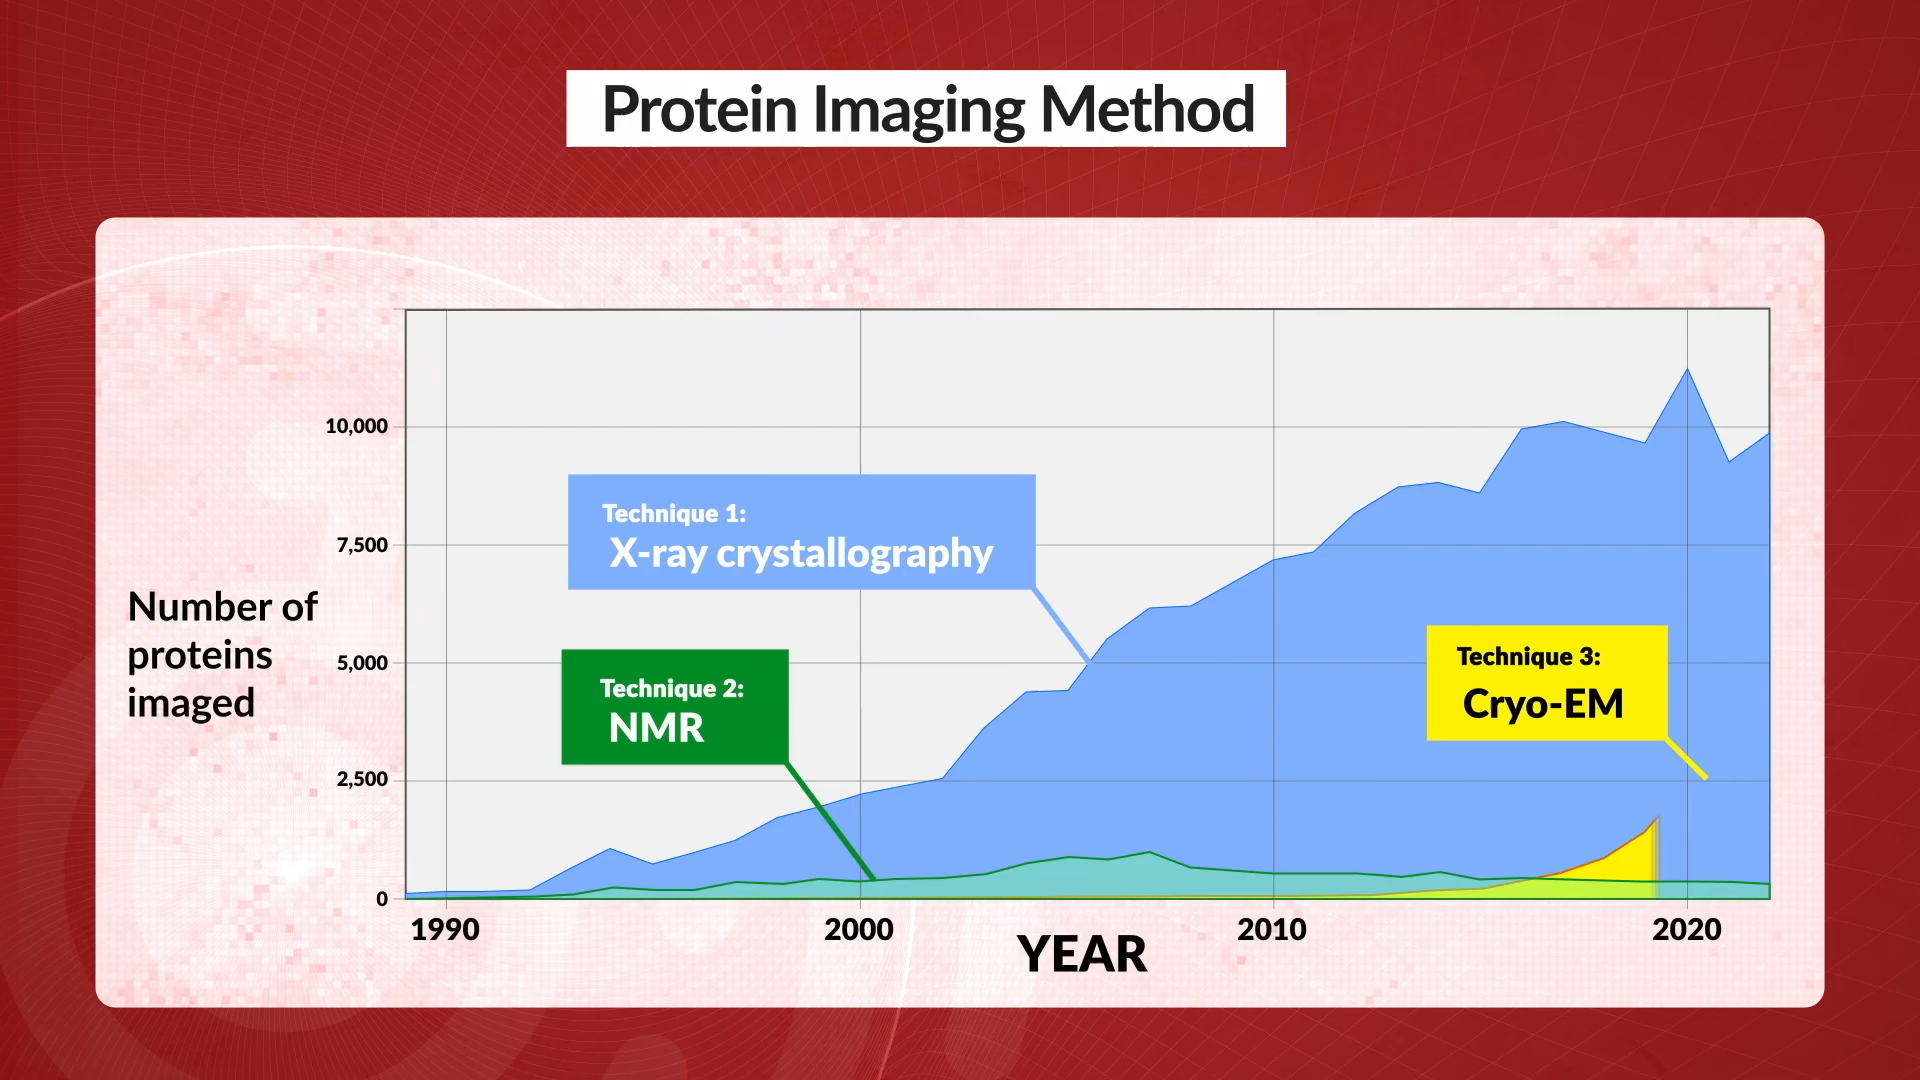 Protein Imaging Method
10,000
7,500
5,000
2,500
0
Number of
proteins
imaged
Technique 1:
X-ray crystallography
Technique 2:
NMR
Technique 3:
Cryo-EM
1990
2000
2010
2020
YEAR